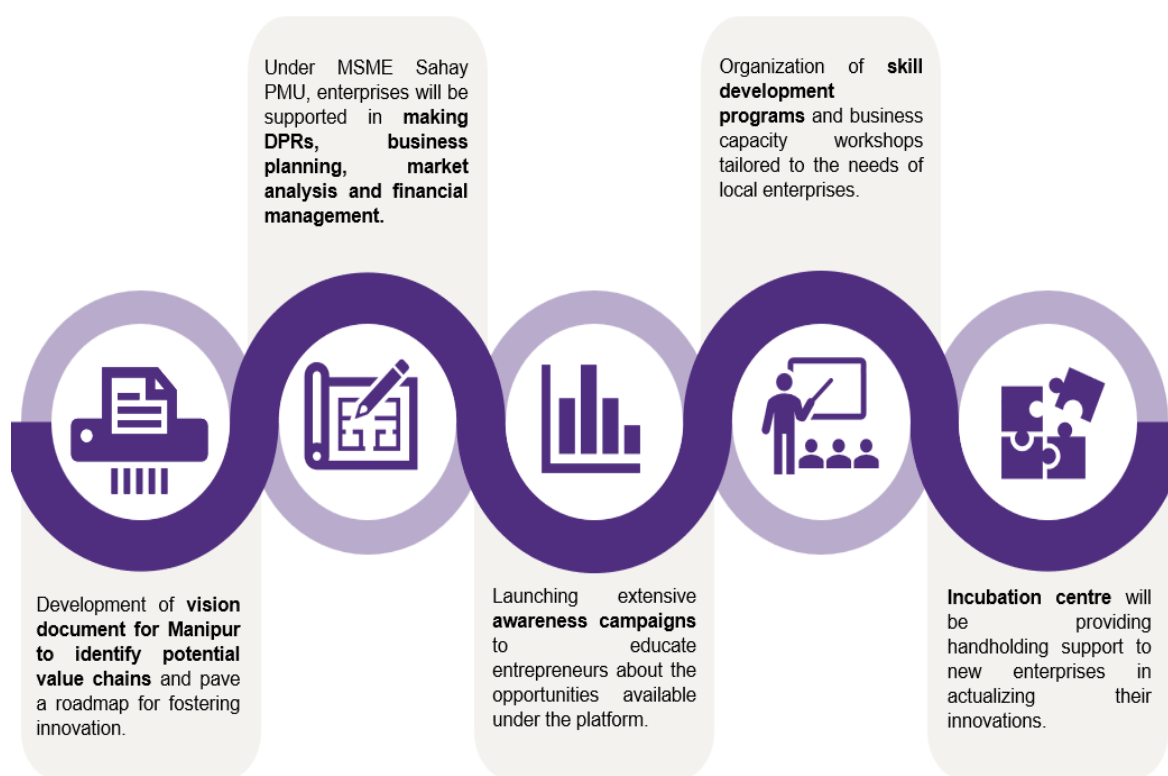 Development of vision
document for Manipur
to identify potential
value chains and pave
a roadmap for fostering
innovation.
Under MSME Sahay
PMU, enterprises will be
supported in making
DPRs, business
planning, market
analysis and financial
management.
Launching extensive
awareness campaigns
to educate
entrepreneurs about the
opportunities available
under the platform.
Organization of skill
development
programs and business
capacity workshops
tailored to the needs of
local enterprises.
Incubation centre will
be providing
handholding support to
new enterprises in
actualizing their
innovations.